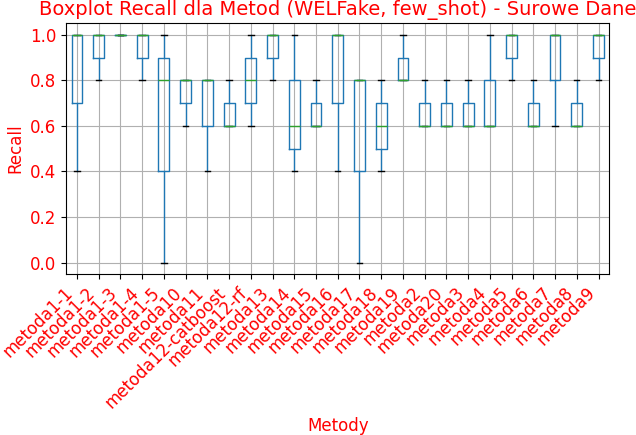 Boxplot Recall dla Metod (WELFake, few_shot) - Surowe Dane
Recall
1.0
0.8
0.6
0.4
0.2
0.0
metoda1-1
metoda1-2
metoda1-3
metoda1-4
metoda1-5
metoda10
metoda11
metoda12-catboost
metoda12-rf
metoda13
metoda14
metoda15
metoda16
metoda17
metoda18
metoda19
metoda2
metoda20
metoda3
metoda4
metoda5
metoda6
metoda7
metoda8
metoda9
Metody